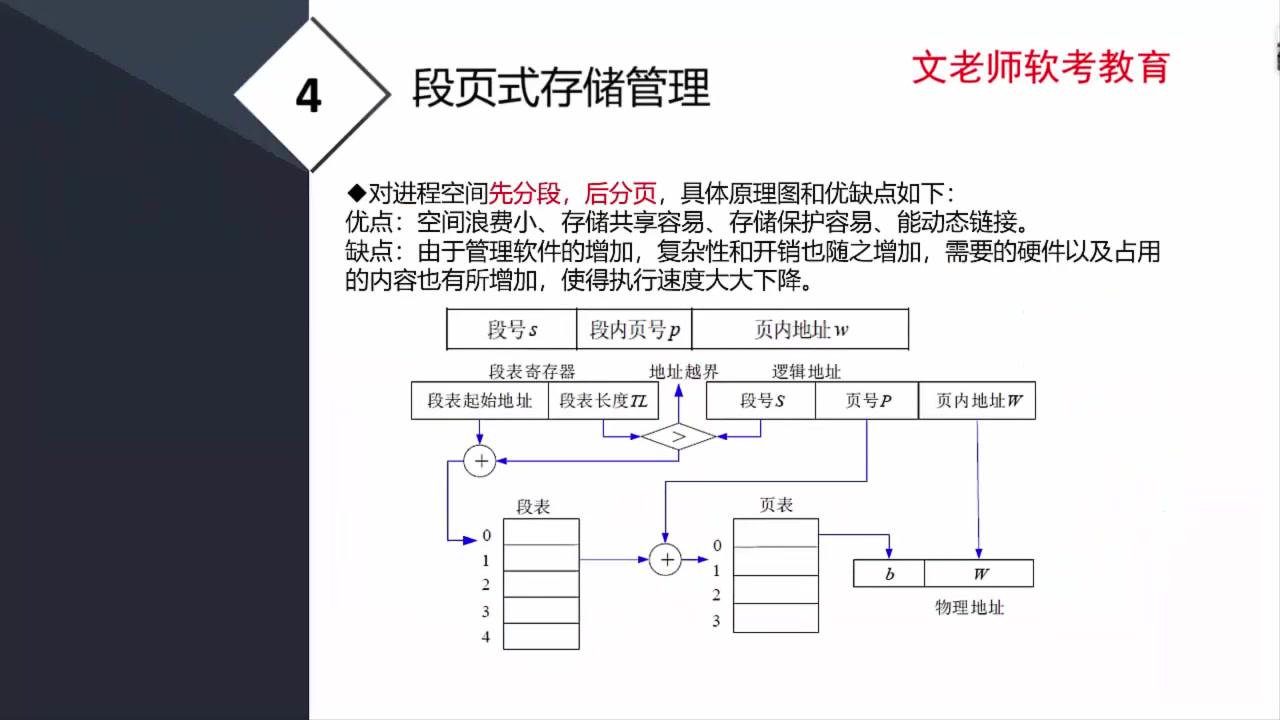 4
段页式存储管理
文老师软考教育
◆对进程空间先分段，后分页，具体原理图和优缺点如下：
优点：空间浪费小、存储共享容易、存储保护容易、能动态链接。
缺点：由于管理软件的增加，复杂性和开销也随之增加，需要的硬件以及占用
的内容也有所增加，使得执行速度大大下降。
段号s 段内页号p 页内地址w
段表寄存器 地址越界 逻辑地址
段表起始地址 段表长度TL 段号S 页号P 页内地址W
>
+
段表 页表
0
1
2
3
4
+
0
1
2
3
b W
物理地址